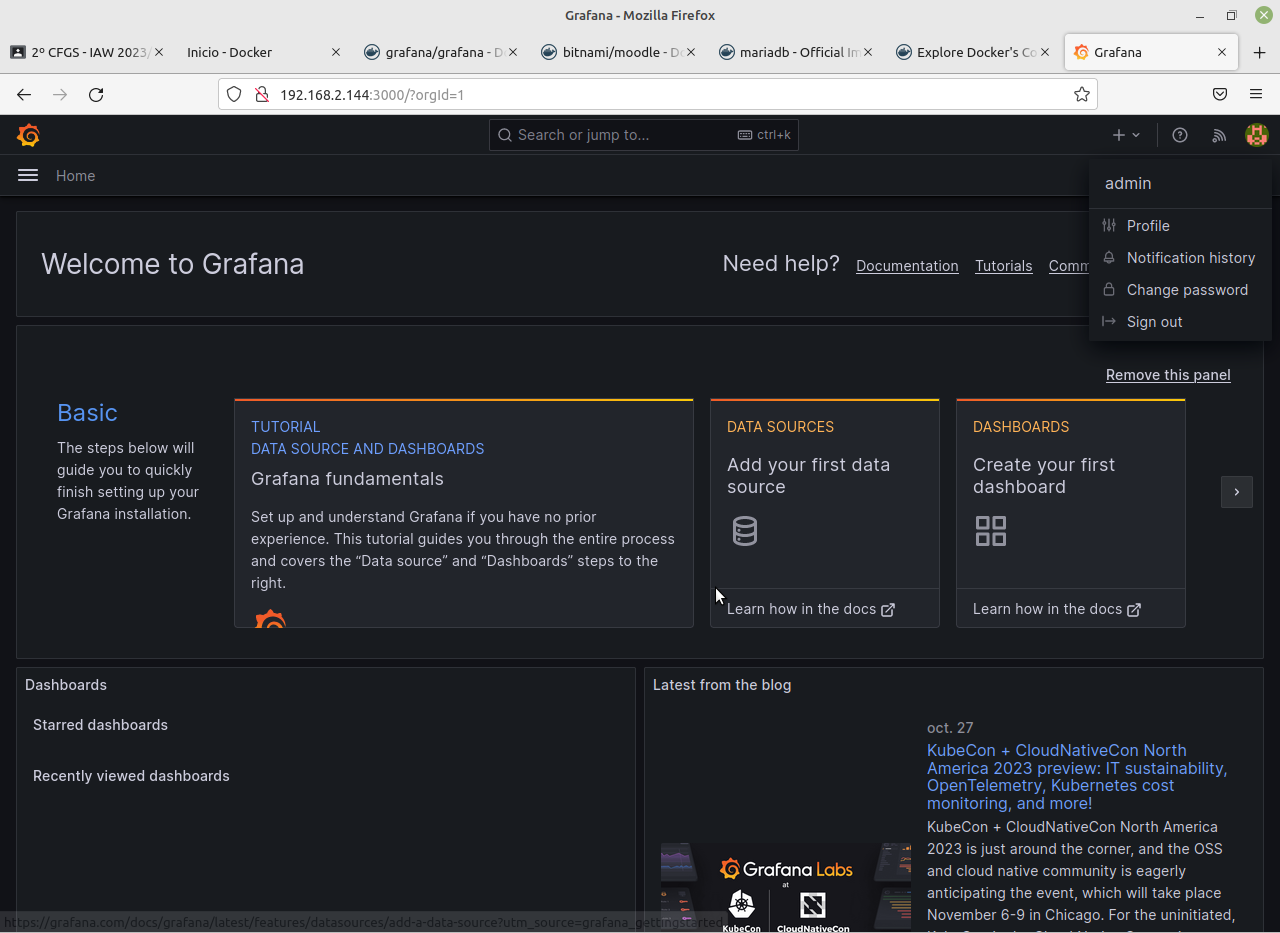 Grafana - Mozilla Firefox
2º CFGS - IAW 2023/
Inicio - Docker
grafana/grafana - D
bitnami/moodle - Do
mariadb - Official Im
Explore Docker's Co
Grafana
192.168.2.144:3000/?orgId=1
Search or jump to...
ctrl+k
Home
admin
Profile
Notification history
Change password
Sign out
Welcome to Grafana
Need help?
Documentation
Tutorials
Comm
Remove this panel
Basic
The steps below will
guide you to quickly
finish setting up your
Grafana installation.
TUTORIAL
DATA SOURCE AND DASHBOARDS
Grafana fundamentals
Set up and understand Grafana if you have no prior
experience. This tutorial guides you through the entire process
and covers the “Data source” and “Dashboards” steps to the
right.
DATA SOURCES
Add your first data
source
Learn how in the docs
DASHBOARDS
Create your first
dashboard
Learn how in the docs
Dashboards
Starred dashboards
Recently viewed dashboards
Latest from the blog
oct. 27
KubeCon + CloudNativeCon North
America 2023 preview: IT sustainability,
OpenTelemetry, Kubernetes cost
monitoring, and more!
KubeCon + CloudNativeCon North America
2023 is just around the corner, and the OSS
and cloud native community is eagerly
anticipating the event, which will take place
November 6-9 in Chicago. For the uninitiated,
Grafana Labs
at
KubeCon
CloudNativeCon
https://grafana.com/docs/grafana/latest/features/datasources/add-a-data-source?utm_source=grafana_gettingstarted